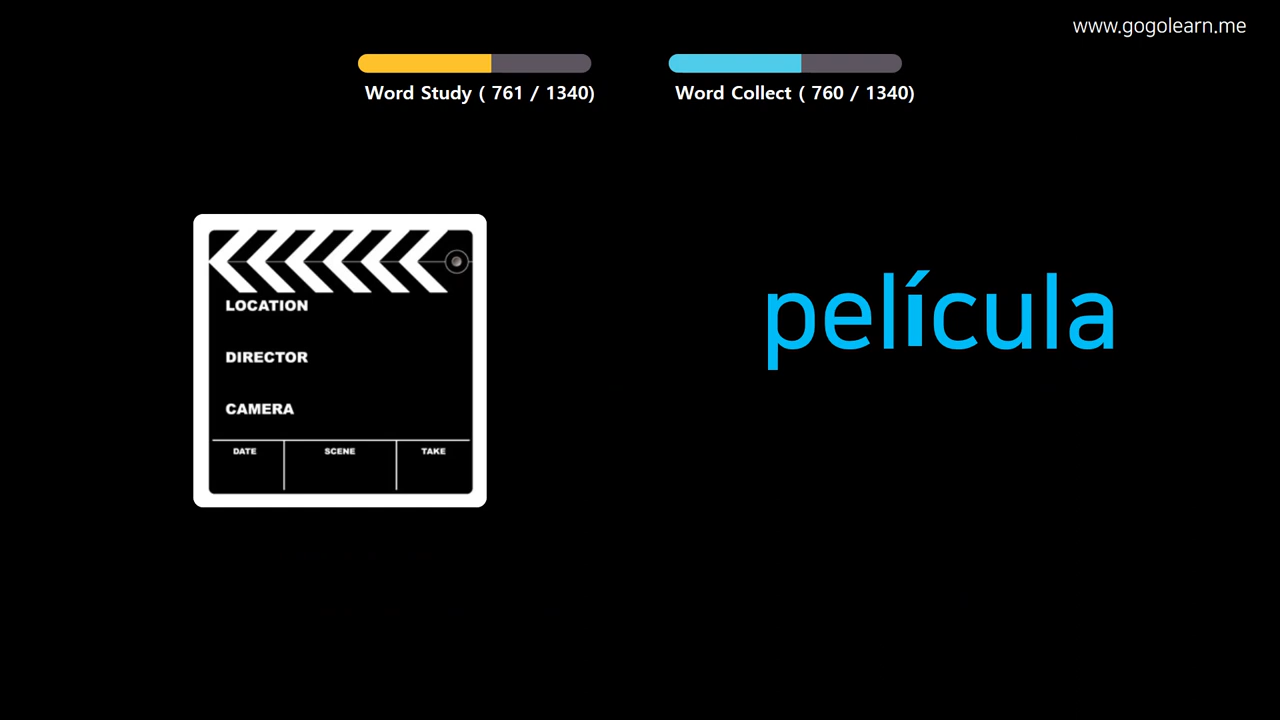 www.gogolearn.me
Word Study ( 761 / 1340)
Word Collect ( 760 / 1340)
LOCATION
DIRECTOR
CAMERA
DATE
SCENE
TAKE
película